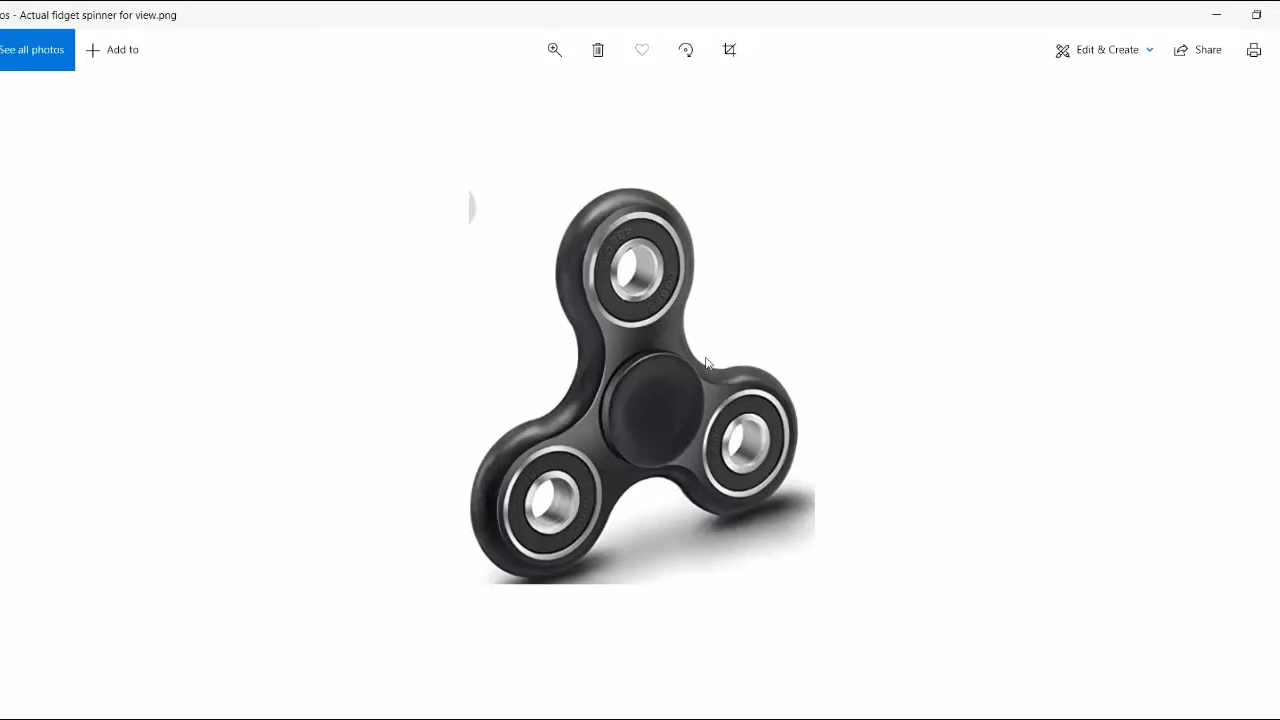 os - Actual fidget spinner for view.png
See all photos
Add to
Edit & Create
Share